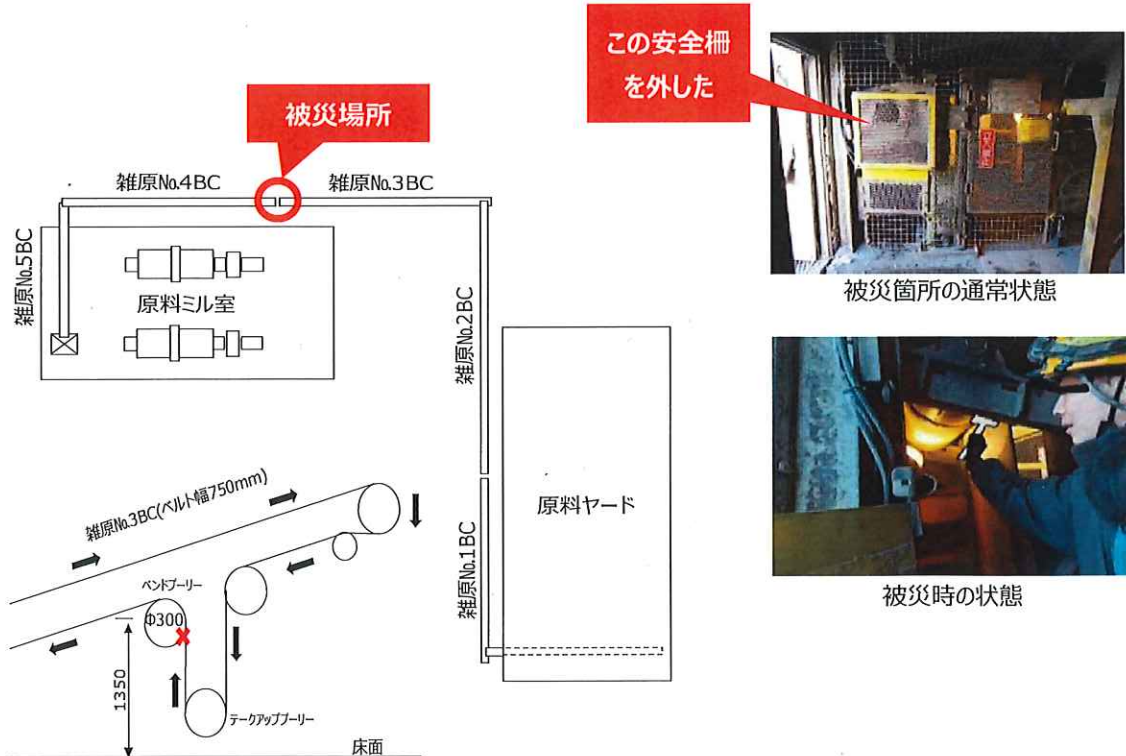 この安全柵
を外した
被災場所
雑原No.4BC
雑原No.3BC
雑原No.5BC
原料ミル室
雑原No.2BC
被災箇所の通常状態
雑原No.3BC(ベルト幅750mm)
雑原No.1BC
原料ヤード
ベンドプーリー
Φ300
1350
テークアッププーリー
床面
被災時の状態